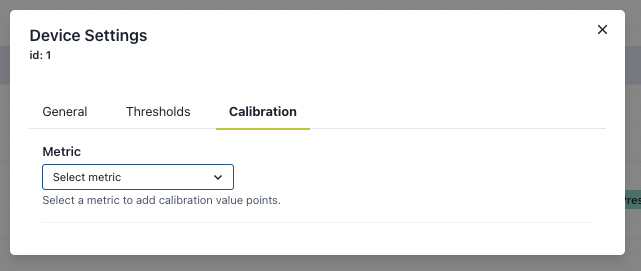 Device Settings
id: 1
General Thresholds Calibration
Metric
Select metric
Select a metric to add calibration value points.